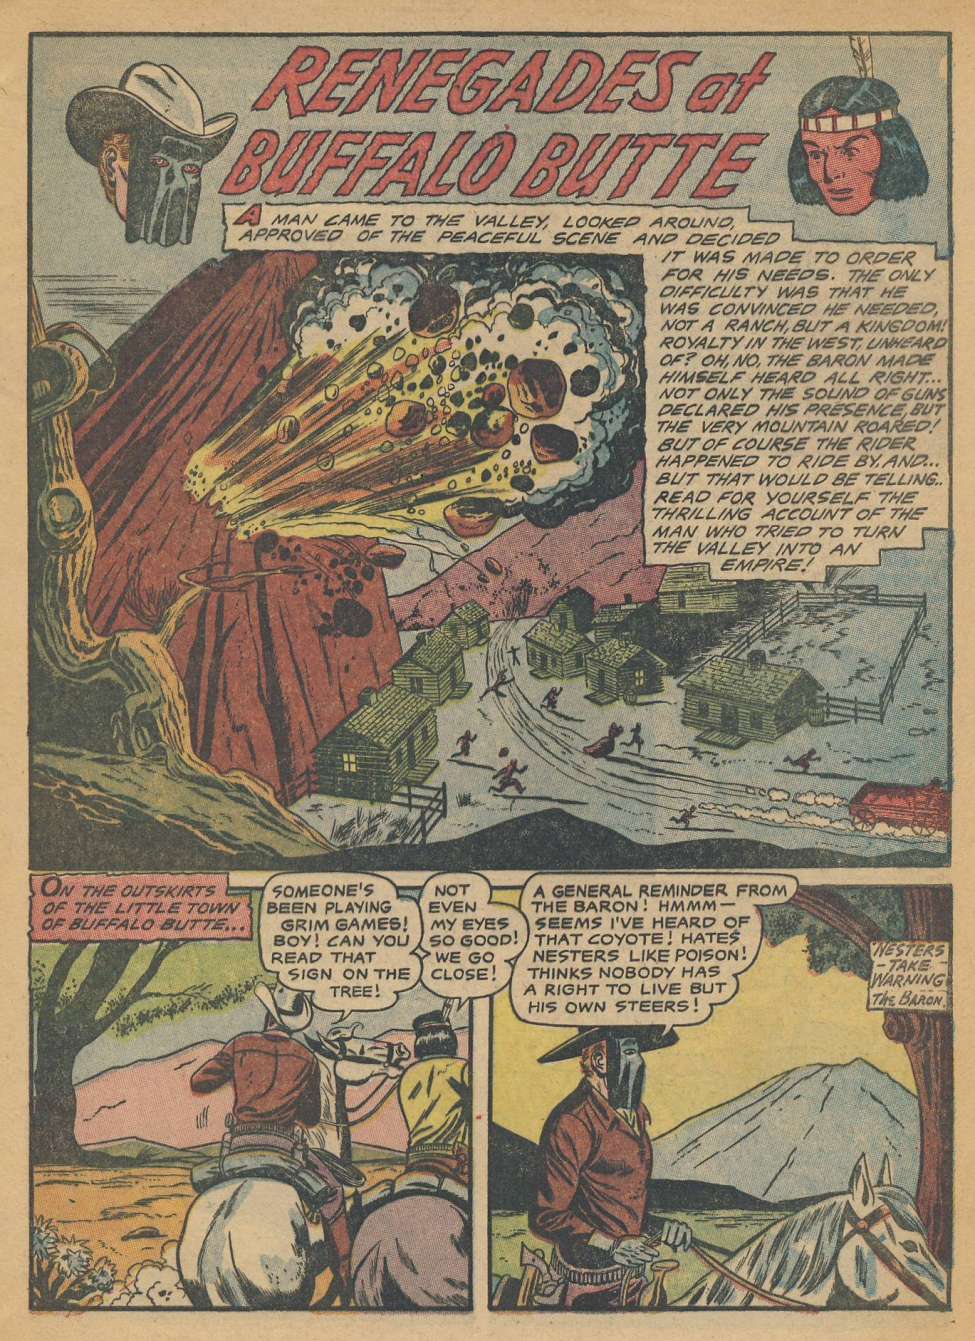 RENEGADES at
BUFFALO BUTTE
A MAN CAME TO THE VALLEY, LOOKED AROUND,
APPROVED OF THE PEACEFUL SCENE AND DECIDED
IT WAS MADE TO ORDER
FOR HIS NEEDS. THE ONLY
DIFFICULTY WAS THAT HE
WAS CONVINCED HE NEEDED,
NOT A RANCH, BUT A KINGDOM!
ROYALTY IN THE WEST, UNHEARD
OF? OH, NO, THE BARON MADE
HIMSELF HEARD ALL RIGHT...
NOT ONLY THE SOUND OF GUNS
DECLARED HIS PRESENCE, BUT
THE VERY MOUNTAIN ROARED!
BUT OF COURSE THE RIDER
HAPPENED TO RIDE BY, AND...
BUT THAT WOULD BE TELLING..
READ FOR YOURSELF THE
THRILLING ACCOUNT OF THE
MAN WHO TRIED TO TURN
THE VALLEY INTO AN
EMPIRE!
ON THE OUTSKIRTS
OF THE LITTLE TOWN
OF BUFFALO BUTTE...
SOMEONE'S
BEEN PLAYING
GRIM GAMES!
BOY! CAN YOU
READ THAT
SIGN ON THE
TREE!
NOT
EVEN
MY EYES
SO GOOD!
WE GO
CLOSE!
A GENERAL REMINDER FROM
THE BARON! HMMM—
SEEMS I'VE HEARD OF
THAT COYOTE! HATES
NESTERS LIKE POISON!
THINKS NOBODY HAS
A RIGHT TO LIVE BUT
HIS OWN STEERS!
NESTERS
-TAKE-
WARNING
THE BARON